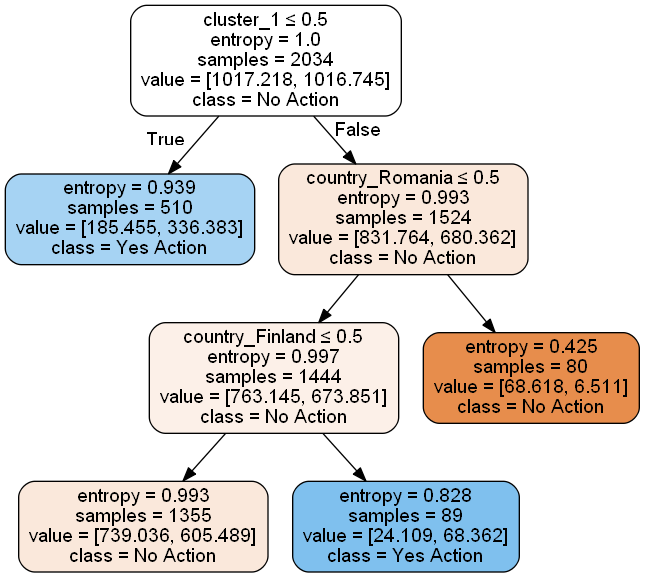 cluster_1 ≤ 0.5
entropy = 1.0
samples = 2034
value = [1017.218, 1016.745]
class = No Action
True
False
entropy = 0.939
samples = 510
value = [185.455, 336.383]
class = Yes Action
country_Romania ≤ 0.5
entropy = 0.993
samples = 1524
value = [831.764, 680.362]
class = No Action
country_Finland ≤ 0.5
entropy = 0.997
samples = 1444
value = [763.145, 673.851]
class = No Action
entropy = 0.425
samples = 80
value = [68.618, 6.511]
class = No Action
entropy = 0.993
samples = 1355
value = [739.036, 605.489]
class = No Action
entropy = 0.828
samples = 89
value = [24.109, 68.362]
class = Yes Action